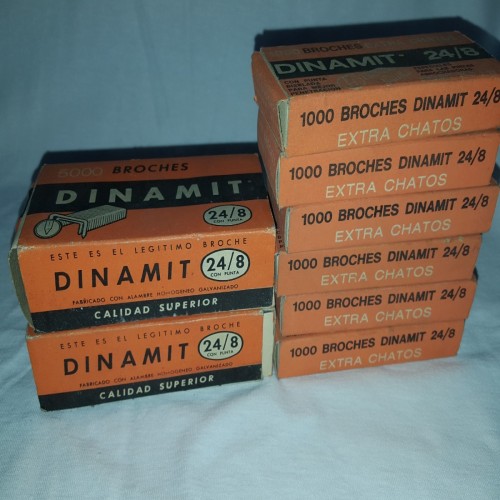 5000 BROCHES
DINAMIT
24/8
CON PUNTA
ESTE ES EL LEGITIMO BROCHE
DINAMIT
24/8
CON PUNTA
FABRICADO CON ALAMBRE HOMOGENEO GALVANIZADO
CALIDAD SUPERIOR
ESTE ES EL LEGITIMO BROCHE
DINAMIT
24/8
CON PUNTA
FABRICADO CON ALAMBRE HOMOGENEO GALVANIZADO
CALIDAD SUPERIOR
BROCHES
DINAMIT 24/8
CON PUNTA
1000 BROCHES DINAMIT 24/8
EXTRA CHATOS
1000 BROCHES DINAMIT 24/8
EXTRA CHATOS
1000 BROCHES DINAMIT 24/8
EXTRA CHATOS
1000 BROCHES DINAMIT 24/8
EXTRA CHATOS
1000 BROCHES DINAMIT 24/8
EXTRA CHATOS
1000 BROCHES DINAMIT 24/8
EXTRA CHATOS